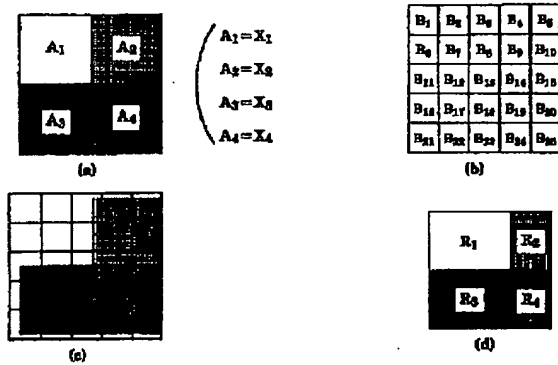 A₁ A₂
A₃ A₄
(a)
A₁=X₁
A₂=X₂
A₃=X₃
A₄=X₄
B₁ B₂ B₃ B₄ B₅
B₆ B₇ B₈ B₉ B₁₀
B₁₁ B₁₂ B₁₃ B₁₄ B₁₅
B₁₆ B₁₇ B₁₈ B₁₉ B₂₀
B₂₁ B₂₂ B₂₃ B₂₄ B₂₅
(b)
(c)
R₁ R₂
R₃ R₄
(d)